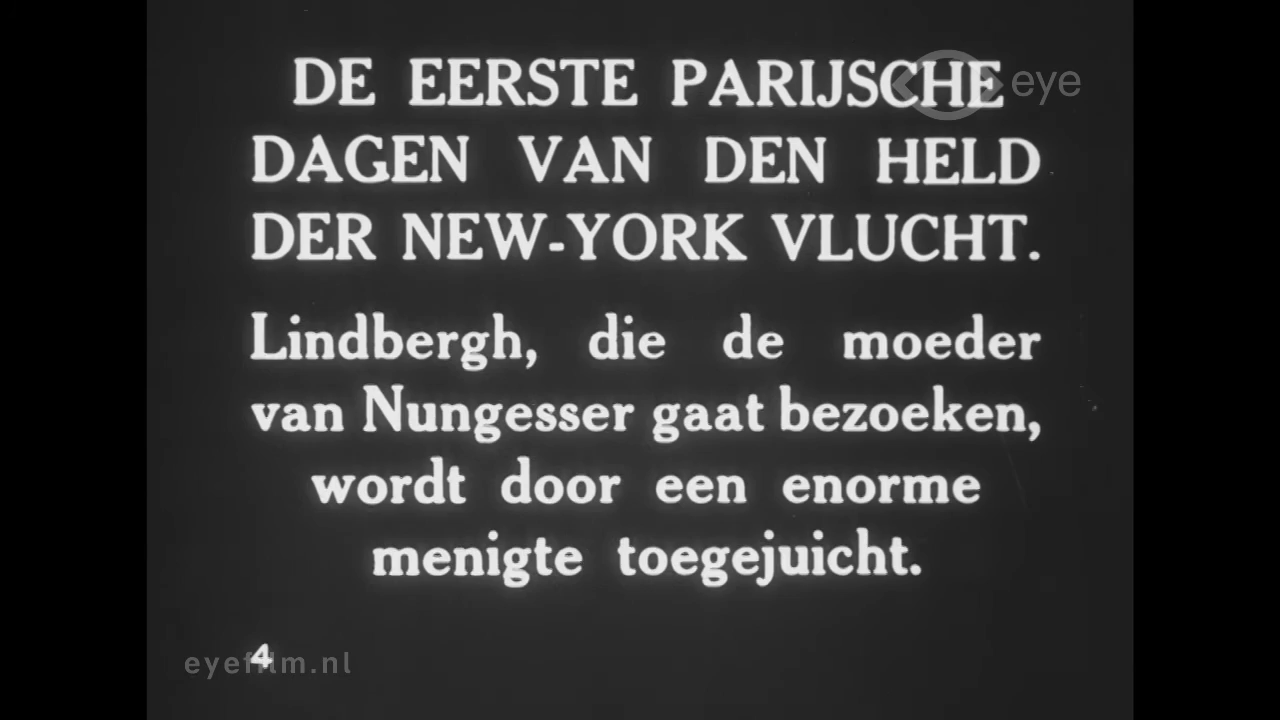 DE EERSTE PARIJSCHE
DAGEN VAN DEN HELD
DER NEW-YORK VLUCHT.
Lindbergh, die de moeder
van Nungesser gaat bezoeken,
wordt door een enorme
menigte toegejuicht.
4
eye
eyefilm.nl